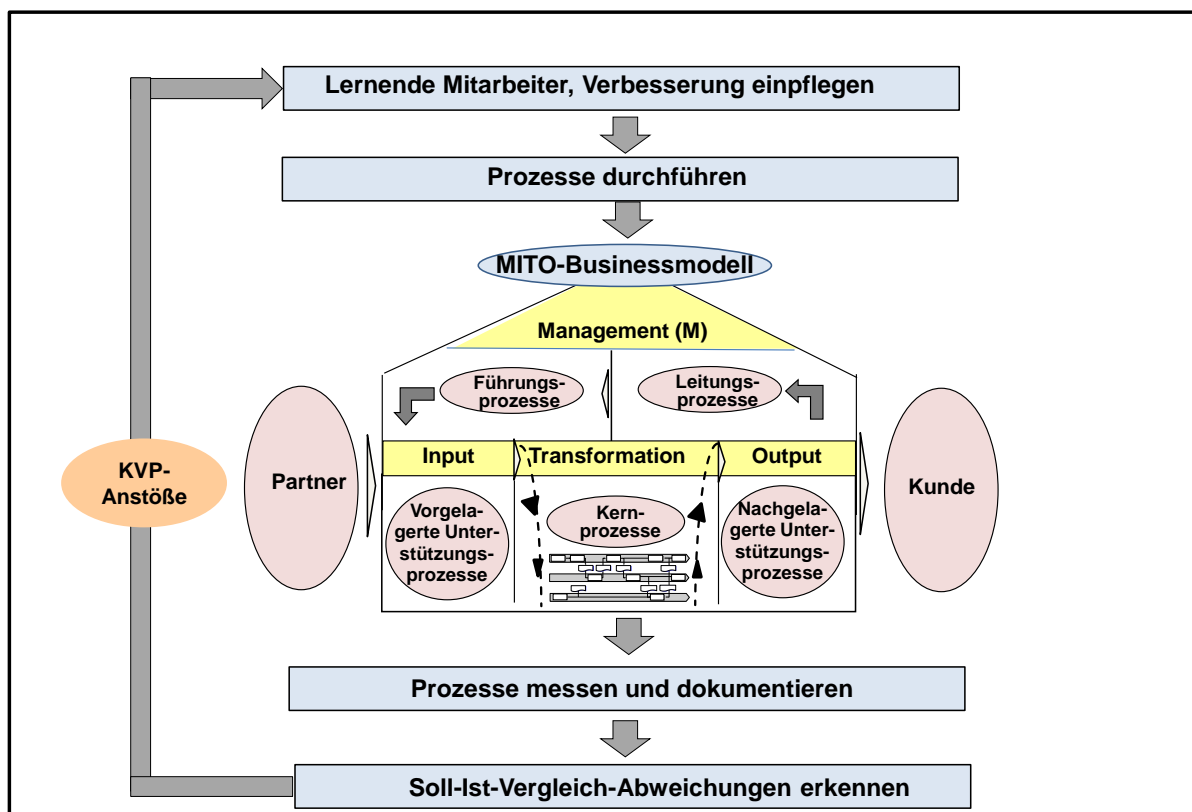 Lernende Mitarbeiter, Verbesserung einpflegen
Prozesse durchführen
MITO-Businessmodell
Management (M)
Führungs-
prozesse
Leitungs-
prozesse
KVP-
Anstöße
Partner
Input
Transformation
Output
Kunde
Vorgela-
gerte Unter-
stützungs-
prozesse
Kern-
prozesse
Nachgela-
gerte Unter-
stützungs-
prozesse
Prozesse messen und dokumentieren
Soll-Ist-Vergleich-Abweichungen erkennen